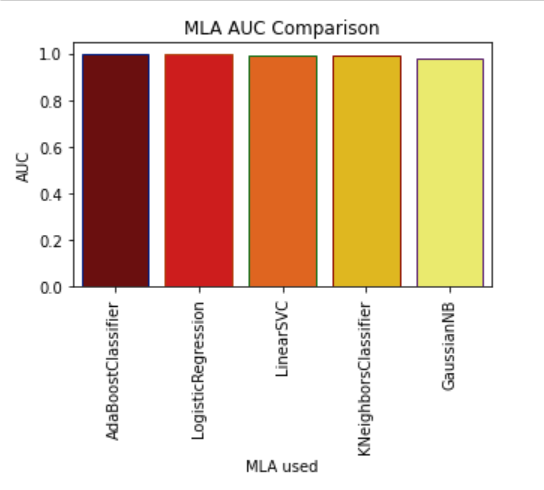 MLA AUC Comparison
1.0
0.8
0.6
0.4
0.2
0.0
AUC
AdaBoostClassifier
LogisticRegression
LinearSVC
KNeighborsClassifier
GaussianNB
MLA used